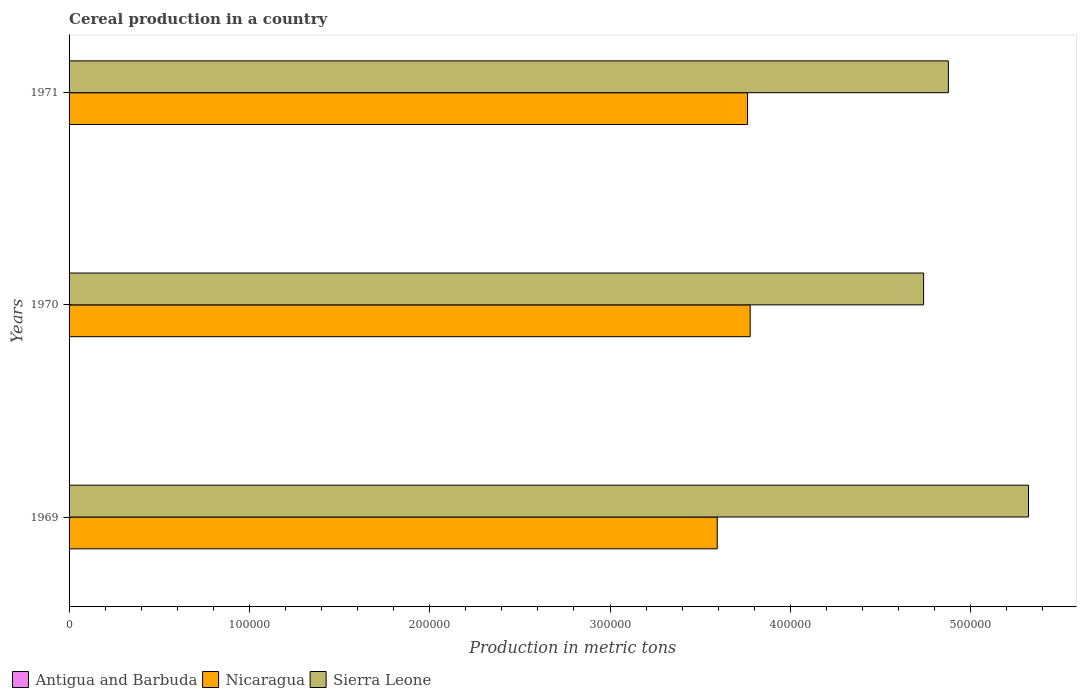 Cereal production in a country
1971
1970
1969
Years
0
100000
200000
300000
400000
500000
Production in metric tons
Antigua and Barbuda
Nicaragua
Sierra Leone